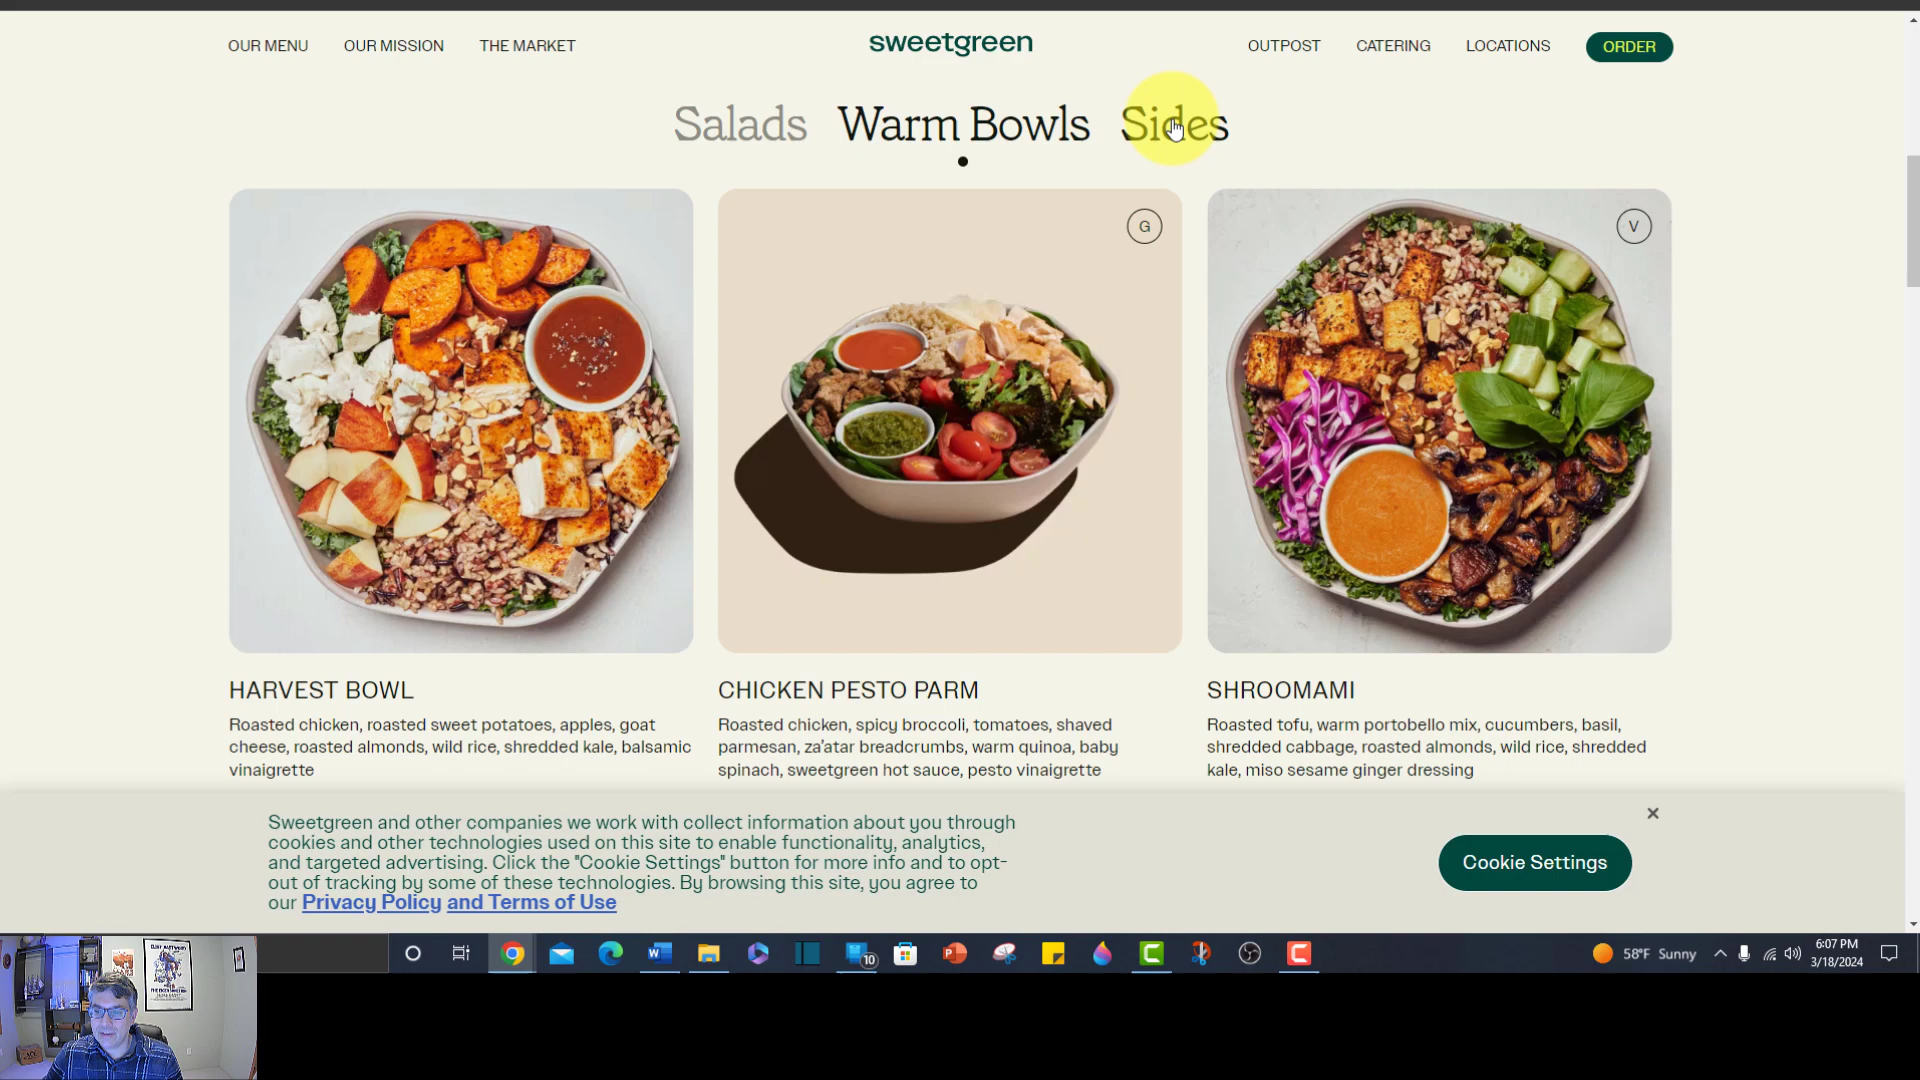 OUR MENU OUR MISSION THE MARKET sweetgreen OUTPOST CATERING LOCATIONS ORDER
Salads Warm Bowls Sides
G
V
HARVEST BOWL
Roasted chicken, roasted sweet potatoes, apples, goat
cheese, roasted almonds, wild rice, shredded kale, balsamic
vinaigrette
CHICKEN PESTO PARM
Roasted chicken, spicy broccoli, tomatoes, shaved
parmesan, za'atar breadcrumbs, warm quinoa, baby
spinach, sweetgreen hot sauce, pesto vinaigrette
SHROOMAMI
Roasted tofu, warm portobello mix, cucumbers, basil,
shredded cabbage, roasted almonds, wild rice, shredded
kale, miso sesame ginger dressing
Sweetgreen and other companies we work with collect information about you through
cookies and other technologies used on this site to enable functionality, analytics,
and targeted advertising. Click the "Cookie Settings" button for more info and to opt-
out of tracking by some of these technologies. By browsing this site, you agree to
our Privacy Policy and Terms of Use
Cookie Settings
10
58°F Sunny
6:07 PM
3/18/2024